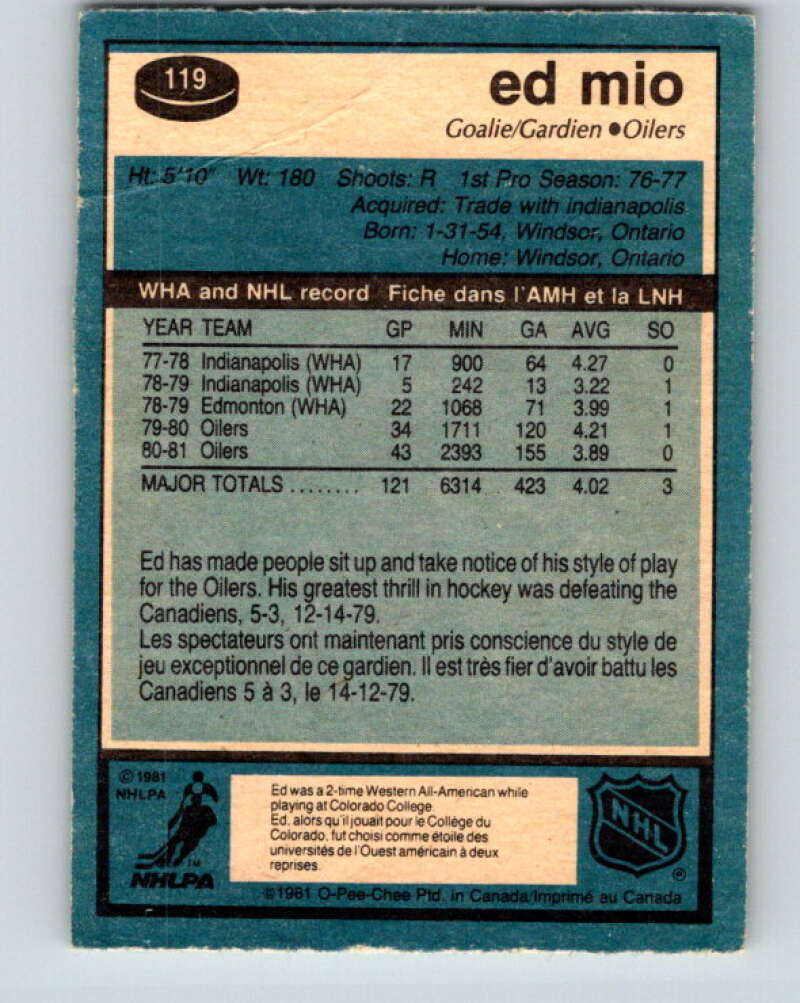 119
ed mio
Goalie/Gardien ●Oilers
Ht: 5'10" Wt: 180 Shoots: R 1st Pro Season: 76-77
Acquired: Trade with Indianapolis
Born: 1-31-54, Windsor, Ontario
Home: Windsor, Ontario
WHA and NHL record Fiche dans l'AMH et la LNH
YEAR TEAM GP MIN GA AVG SO
77-78 Indianapolis (WHA) 17 900 64 4.27 0
78-79 Indianapolis (WHA) 5 242 13 3.22 1
78-79 Edmonton (WHA) 22 1068 71 3.99 1
79-80 Oilers 34 1711 120 4.21 1
80-81 Oilers 43 2393 155 3.89 0
MAJOR TOTALS ........ 121 6314 423 4.02 3
Ed has made people sit up and take notice of his style of play
for the Oilers. His greatest thrill in hockey was defeating the
Canadiens, 5-3, 12-14-79.
Les spectateurs ont maintenant pris conscience du style de
jeu exceptionnel de ce gardien. Il est très fier d'avoir battu les
Canadiens 5 à 3, le 14-12-79.
© 1981
NHLPA
TM
NHLPA
Ed was a 2-time Western All-American while
playing at Colorado College.
Ed, alors qu'il jouait pour le Collège du
Colorado, fut choisi comme étoile des
universités de l'Ouest américain à deux
reprises.
NHL
®
©1981 O-Pee-Chee Ptd. in Canada/Imprimé au Canada